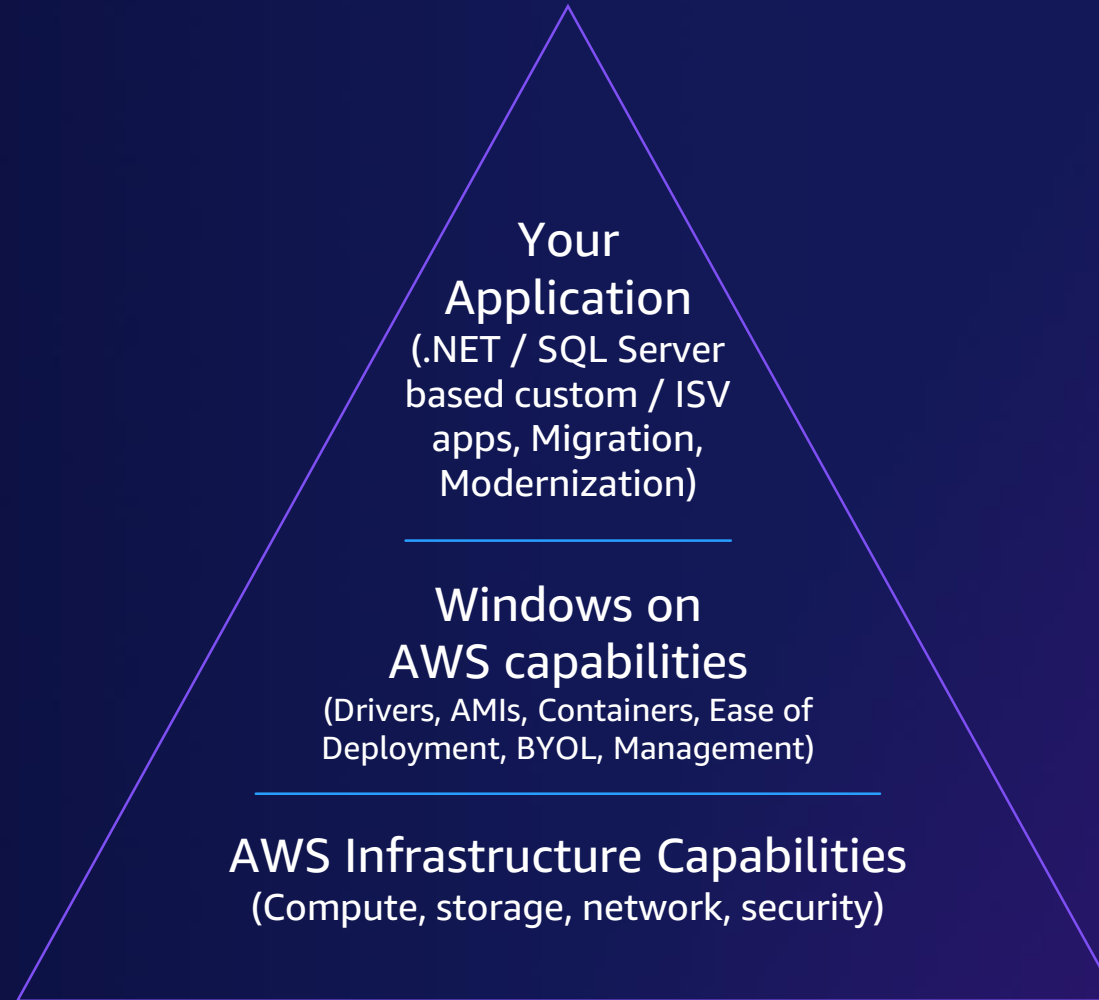 Your
Application
(.NET / SQL Server
based custom / ISV
apps, Migration,
Modernization)
Windows on
AWS capabilities
(Drivers, AMIs, Containers, Ease of
Deployment, BYOL, Management)
AWS Infrastructure Capabilities
(Compute, storage, network, security)